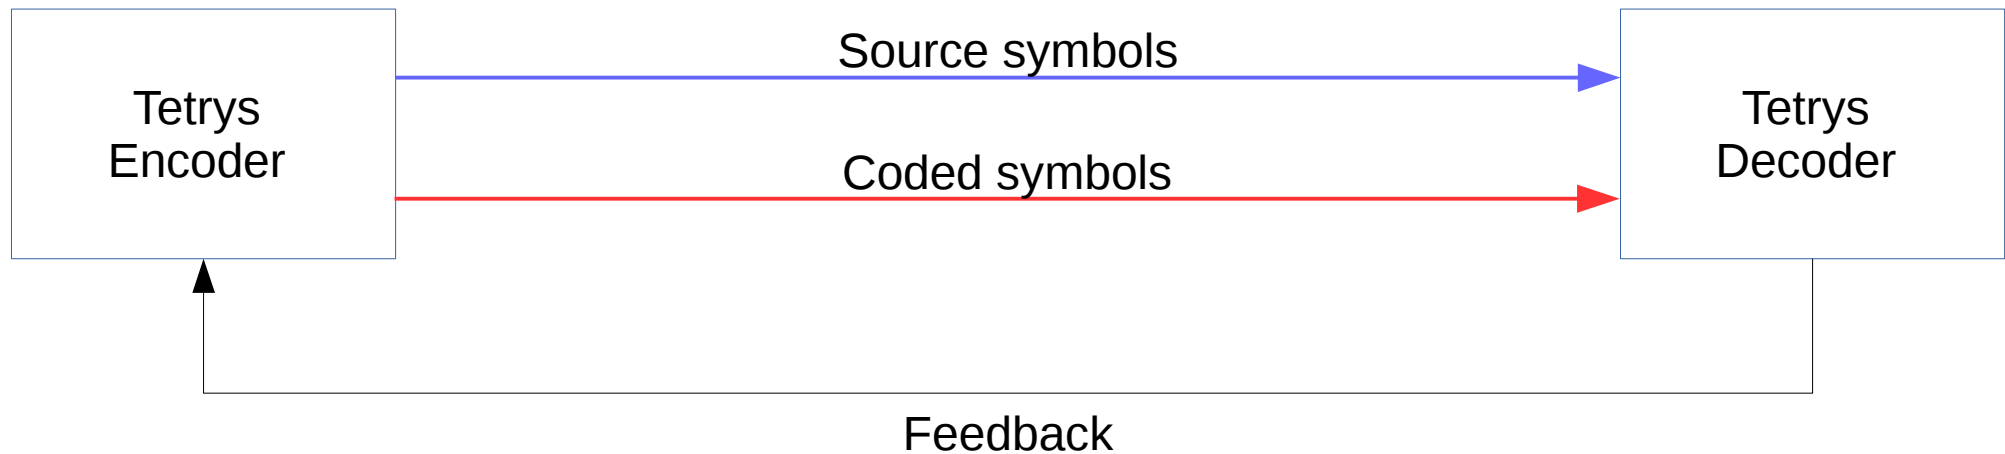 Source symbols
Tetrys
Encoder
Tetrys
Decoder
Coded symbols
Feedback